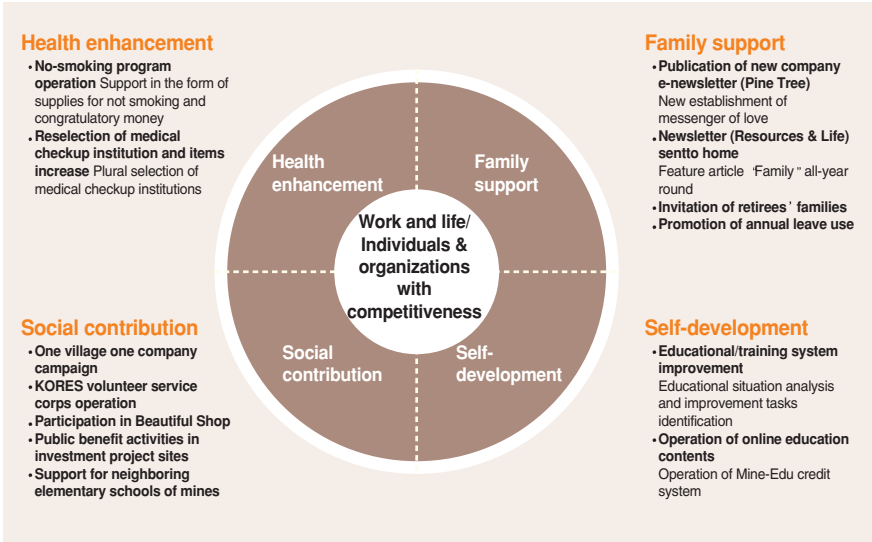 Health enhancement
• No-smoking program
operation Support in the form of
supplies for not smoking and
congratulatory money
• Reselection of medical
checkup institution and items
increase Plural selection of
medical checkup institutions
Family support
• Publication of new company
e-newsletter (Pine Tree)
New establishment of
messenger of love
• Newsletter (Resources & Life)
sentto home
Feature article “Family” all-year
round
• Invitation of retirees’ families
• Promotion of annual leave use
Health
enhancement
Family
support
Work and life/
Individuals &
organizations
with
competitiveness
Social
contribution
Self-
development
Social contribution
• One village one company
campaign
• KORES volunteer service
corps operation
• Participation in Beautiful Shop
• Public benefit activities in
investment project sites
• Support for neighboring
elementary schools of mines
Self-development
• Educational/training system
improvement
Educational situation analysis
and improvement tasks
identification
• Operation of online education
contents
Operation of Mine-Edu credit
system